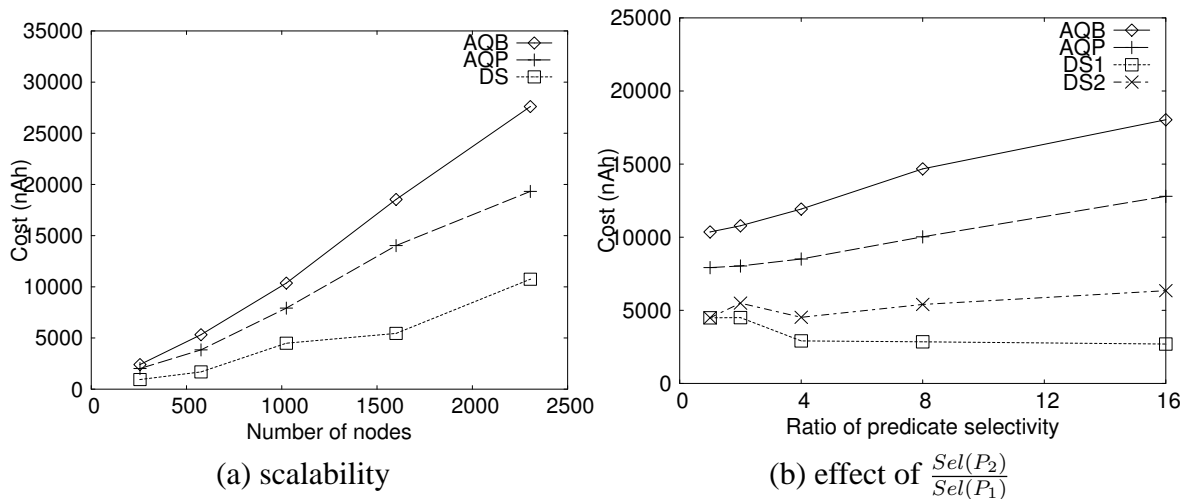 35000
30000
25000
20000
15000
10000
5000
0
Cost (nAh)
AQB
AQP
DS
0 500 1000 1500 2000 2500
Number of nodes
(a) scalability
25000
20000
15000
10000
5000
0
Cost (nAh)
AQB
AQP
DS1
DS2
0 4 8 12 16
Ratio of predicate selectivity
(b) effect of Sel(P₂)/Sel(P₁)